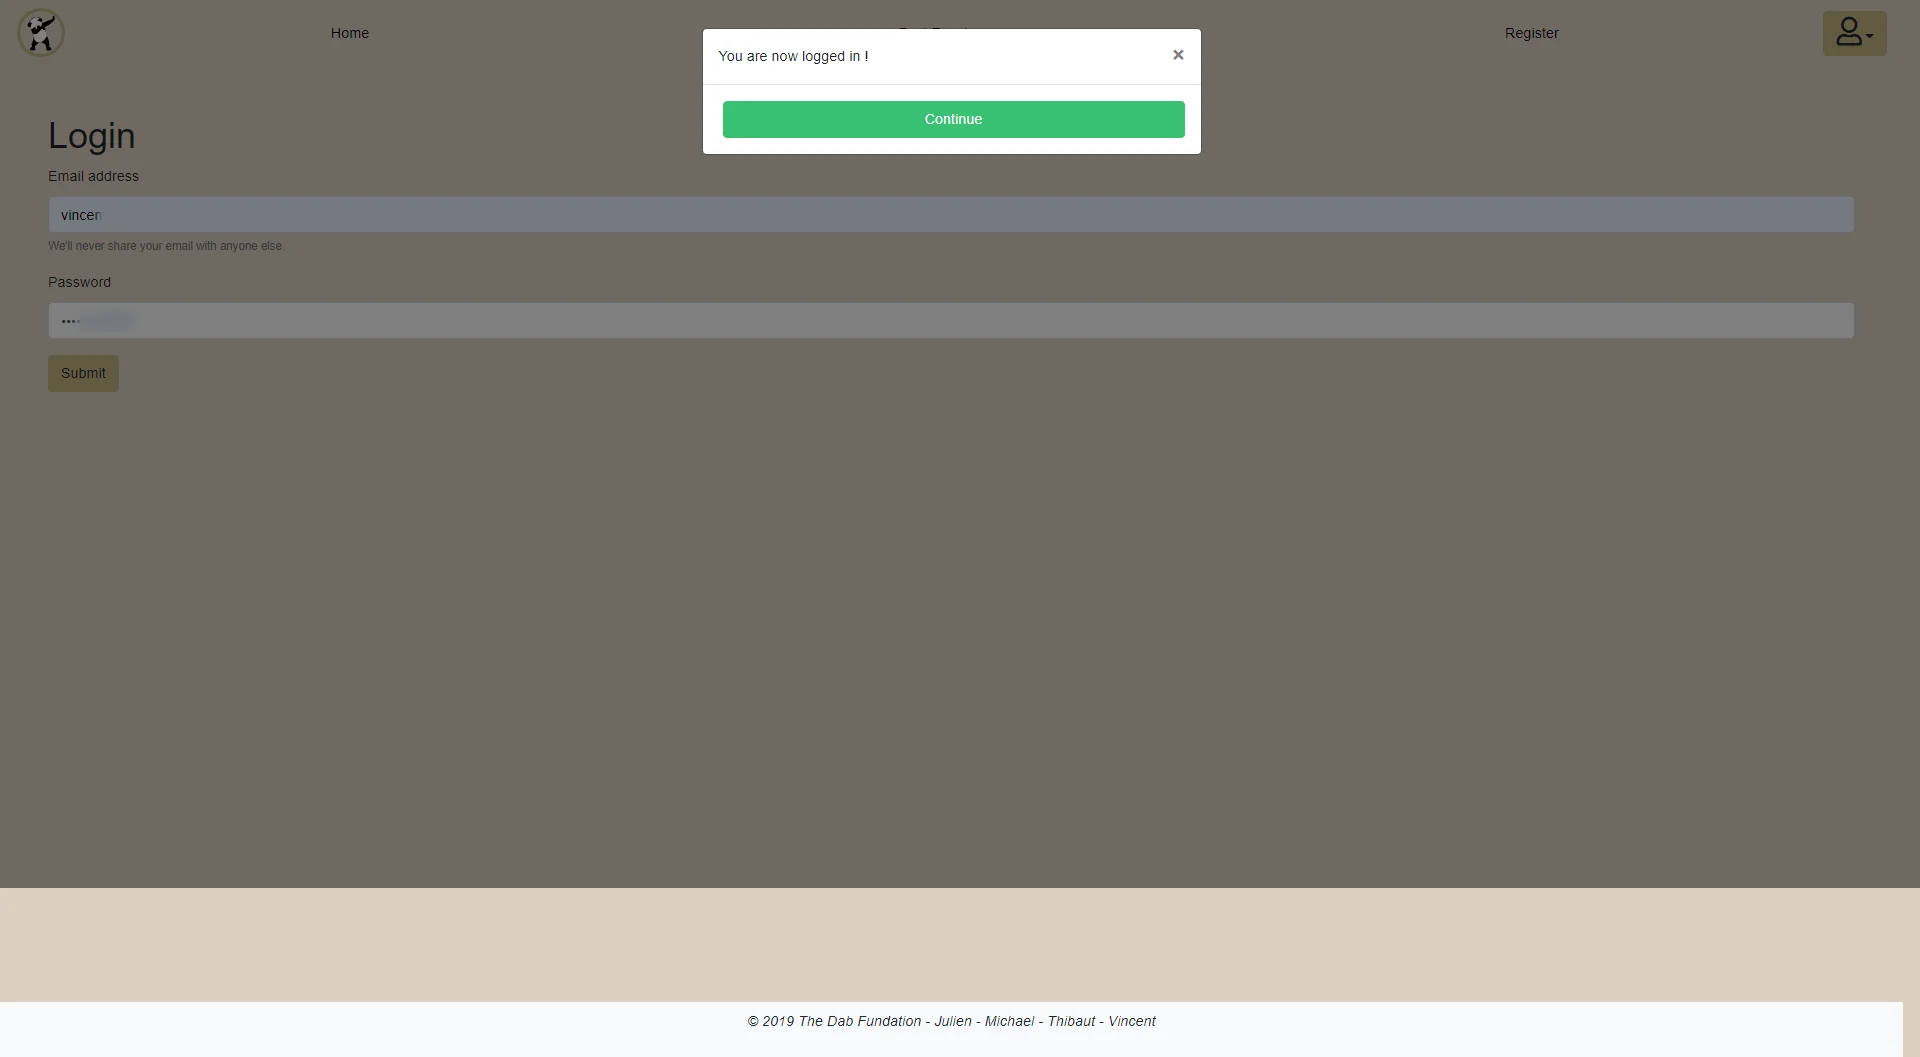 Home
Register
You are now logged in !
×
Continue
Login
Email address
We'll never share your email with anyone else.
Password
••••
Submit
© 2019 The Dab Fundation - Julien - Michael - Thibaut - Vincent